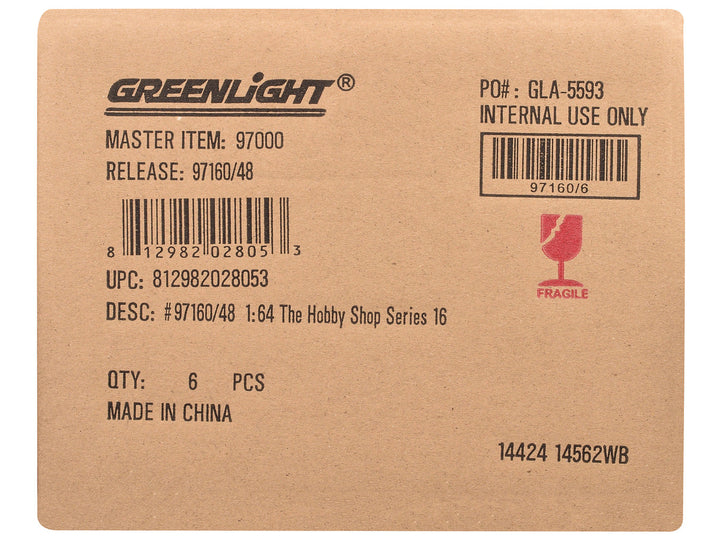 GREENLiGHT®
MASTER ITEM: 97000
RELEASE: 97160/48
8 12982 02805 3
UPC: 812982028053
DESC: #97160/48 1:64 The Hobby Shop Series 16
QTY: 6 PCS
MADE IN CHINA
PO#: GLA-5593
INTERNAL USE ONLY
97160/6
FRAGILE
14424 14562WB